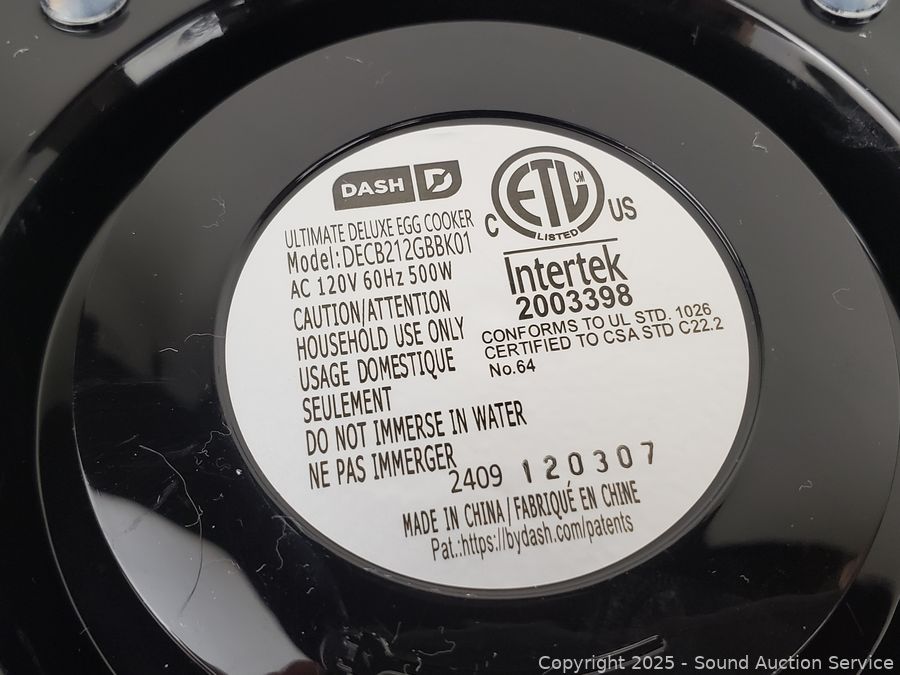 DASH D
ULTIMATE DELUXE EGG COOKER
Model:DECB212GBBK01
AC 120V 60Hz 500W
CAUTION/ATTENTION
HOUSEHOLD USE ONLY
USAGE DOMESTIQUE
SEULEMENT
DO NOT IMMERSE IN WATER
NE PAS IMMERGER
C ETL CM US
LISTED
Intertek
2003398
CONFORMS TO UL STD. 1026
CERTIFIED TO CSA STD C22.2
No.64
2409 120307
MADE IN CHINA / FABRIQUÉ EN CHINE
Pat.:https://bydash.com/patents
Copyright 2025 - Sound Auction Service